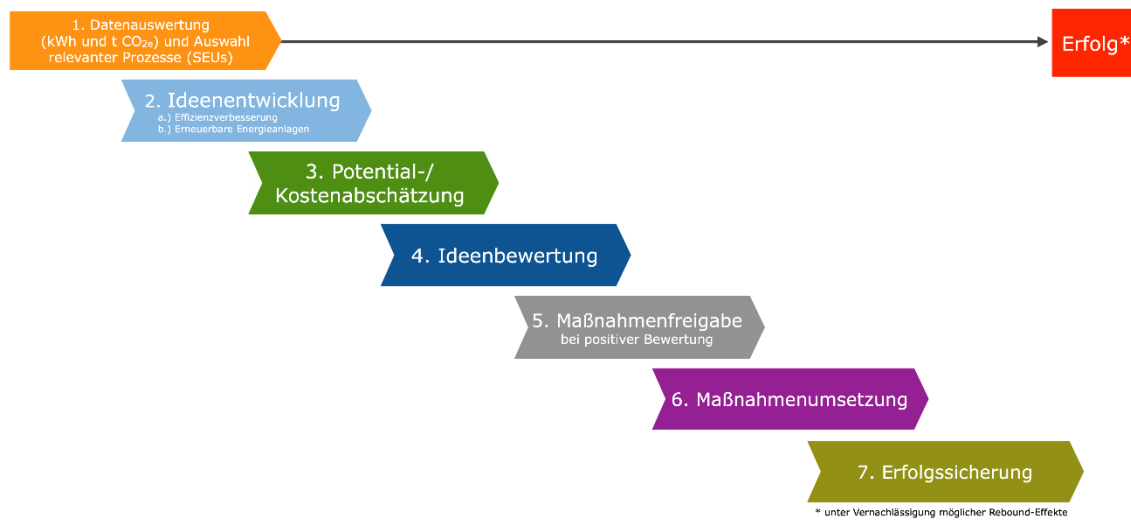 1. Datenauswertung
(kWh und t CO₂ₑ) und Auswahl
relevanter Prozesse (SEUs)
Erfolg*
2. Ideenentwicklung
a.) Effizienzverbesserung
b.) Erneuerbare Energieanlagen
3. Potential-/
Kostenabschätzung
4. Ideenbewertung
5. Maßnahmenfreigabe
bei positiver Bewertung
6. Maßnahmenumsetzung
7. Erfolgssicherung
* unter Vernachlässigung möglicher Rebound-Effekte